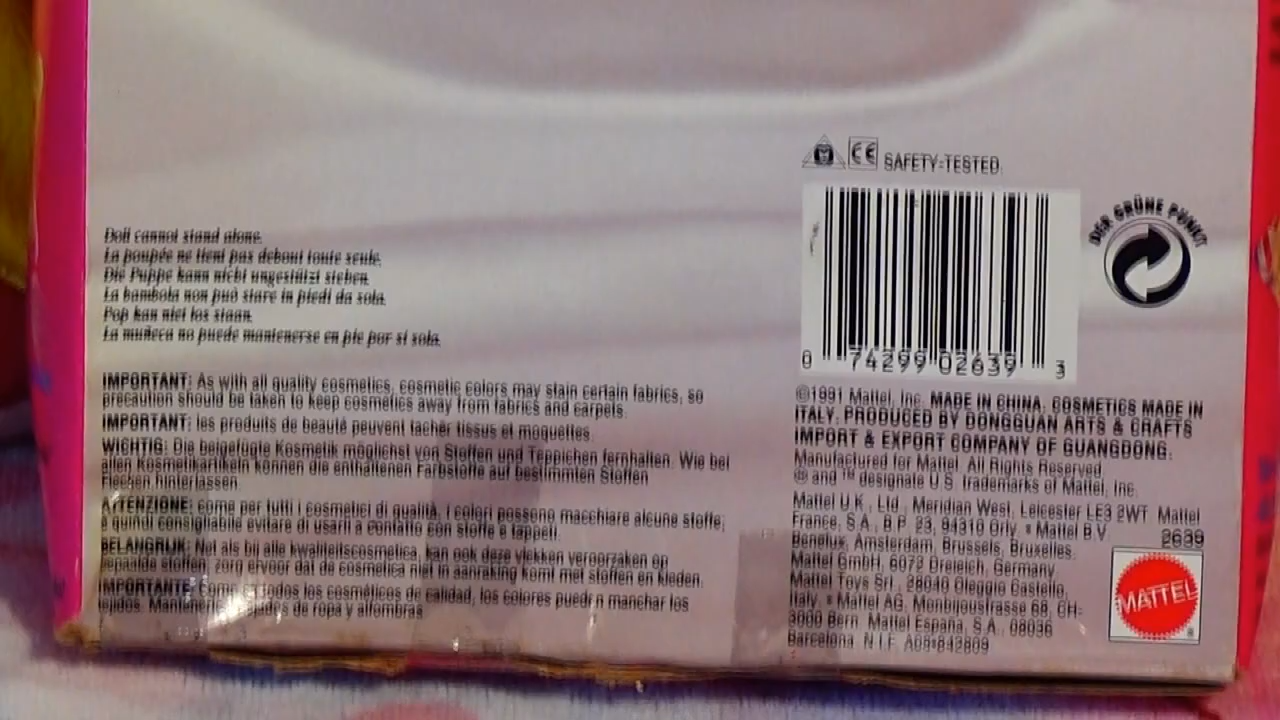 Doll cannot stand alone.
La poupée ne tient pas debout toute seule.
Die Puppe kann nicht ungestützt stehen.
La bambola non può stare in piedi da sola.
Pop kan niet los staan.
La muñeca no puede mantenerse en pie por si sola.
IMPORTANT: As with all quality cosmetics, cosmetic colors may stain certain fabrics, so
precaution should be taken to keep cosmetics away from fabrics and carpets.
IMPORTANT: les produits de beauté peuvent tacher tissus et moquettes.
WICHTIG: Die beigefügte Kosmetik möglichst von Stoffen und Teppichen fernhalten. Wie bei
allen Kosmetikartikeln können die enthaltenen Farbstoffe auf bestimmten Stoffen
Flecken hinterlassen.
ATTENZIONE: come per tutti i cosmetici di qualità, i colori possono macchiare alcune stoffe;
è quindi consigliabile evitare di usarli a contatto con stoffe e tappeti.
BELANGRIJK: Net als bij alle kwaliteitscosmetica, kan ook deze vlekken veroorzaken op
bepaalde stoffen; zorg ervoor dat de cosmetica niet in aanraking komt met stoffen en kleden.
IMPORTANTE: Como todos los cosméticos de calidad, los colores pueden manchar los
tejidos. de ropa y alfombras
CE SAFETY-TESTED.
0 74299 02639 3
DER GRÜNE PUNKT
©1991 Mattel, Inc. MADE IN CHINA. COSMETICS MADE IN
ITALY. PRODUCED BY DONGGUAN ARTS & CRAFTS
IMPORT & EXPORT COMPANY OF GUANGDONG.
Manufactured for Mattel. All Rights Reserved.
® and ™ designate U.S. trademarks of Mattel, Inc.
Mattel U.K., Ltd., Meridian West, Leicester LE3 2WT. Mattel
France, S.A., B.P. 23, 94310 Orly. • Mattel B.V.
Benelux, Amsterdam, Brussels, Bruxelles.
Mattel GmbH, 6072 Dreieich, Germany.
Mattel Toys Srl., 28040 Oleggio Castello,
Italy. • Mattel AG, Monbijoustrasse 68, CH-
3000 Bern. Mattel España, S.A., 08036
Barcelona. N.I.F. A08-842809
2639
MATTEL